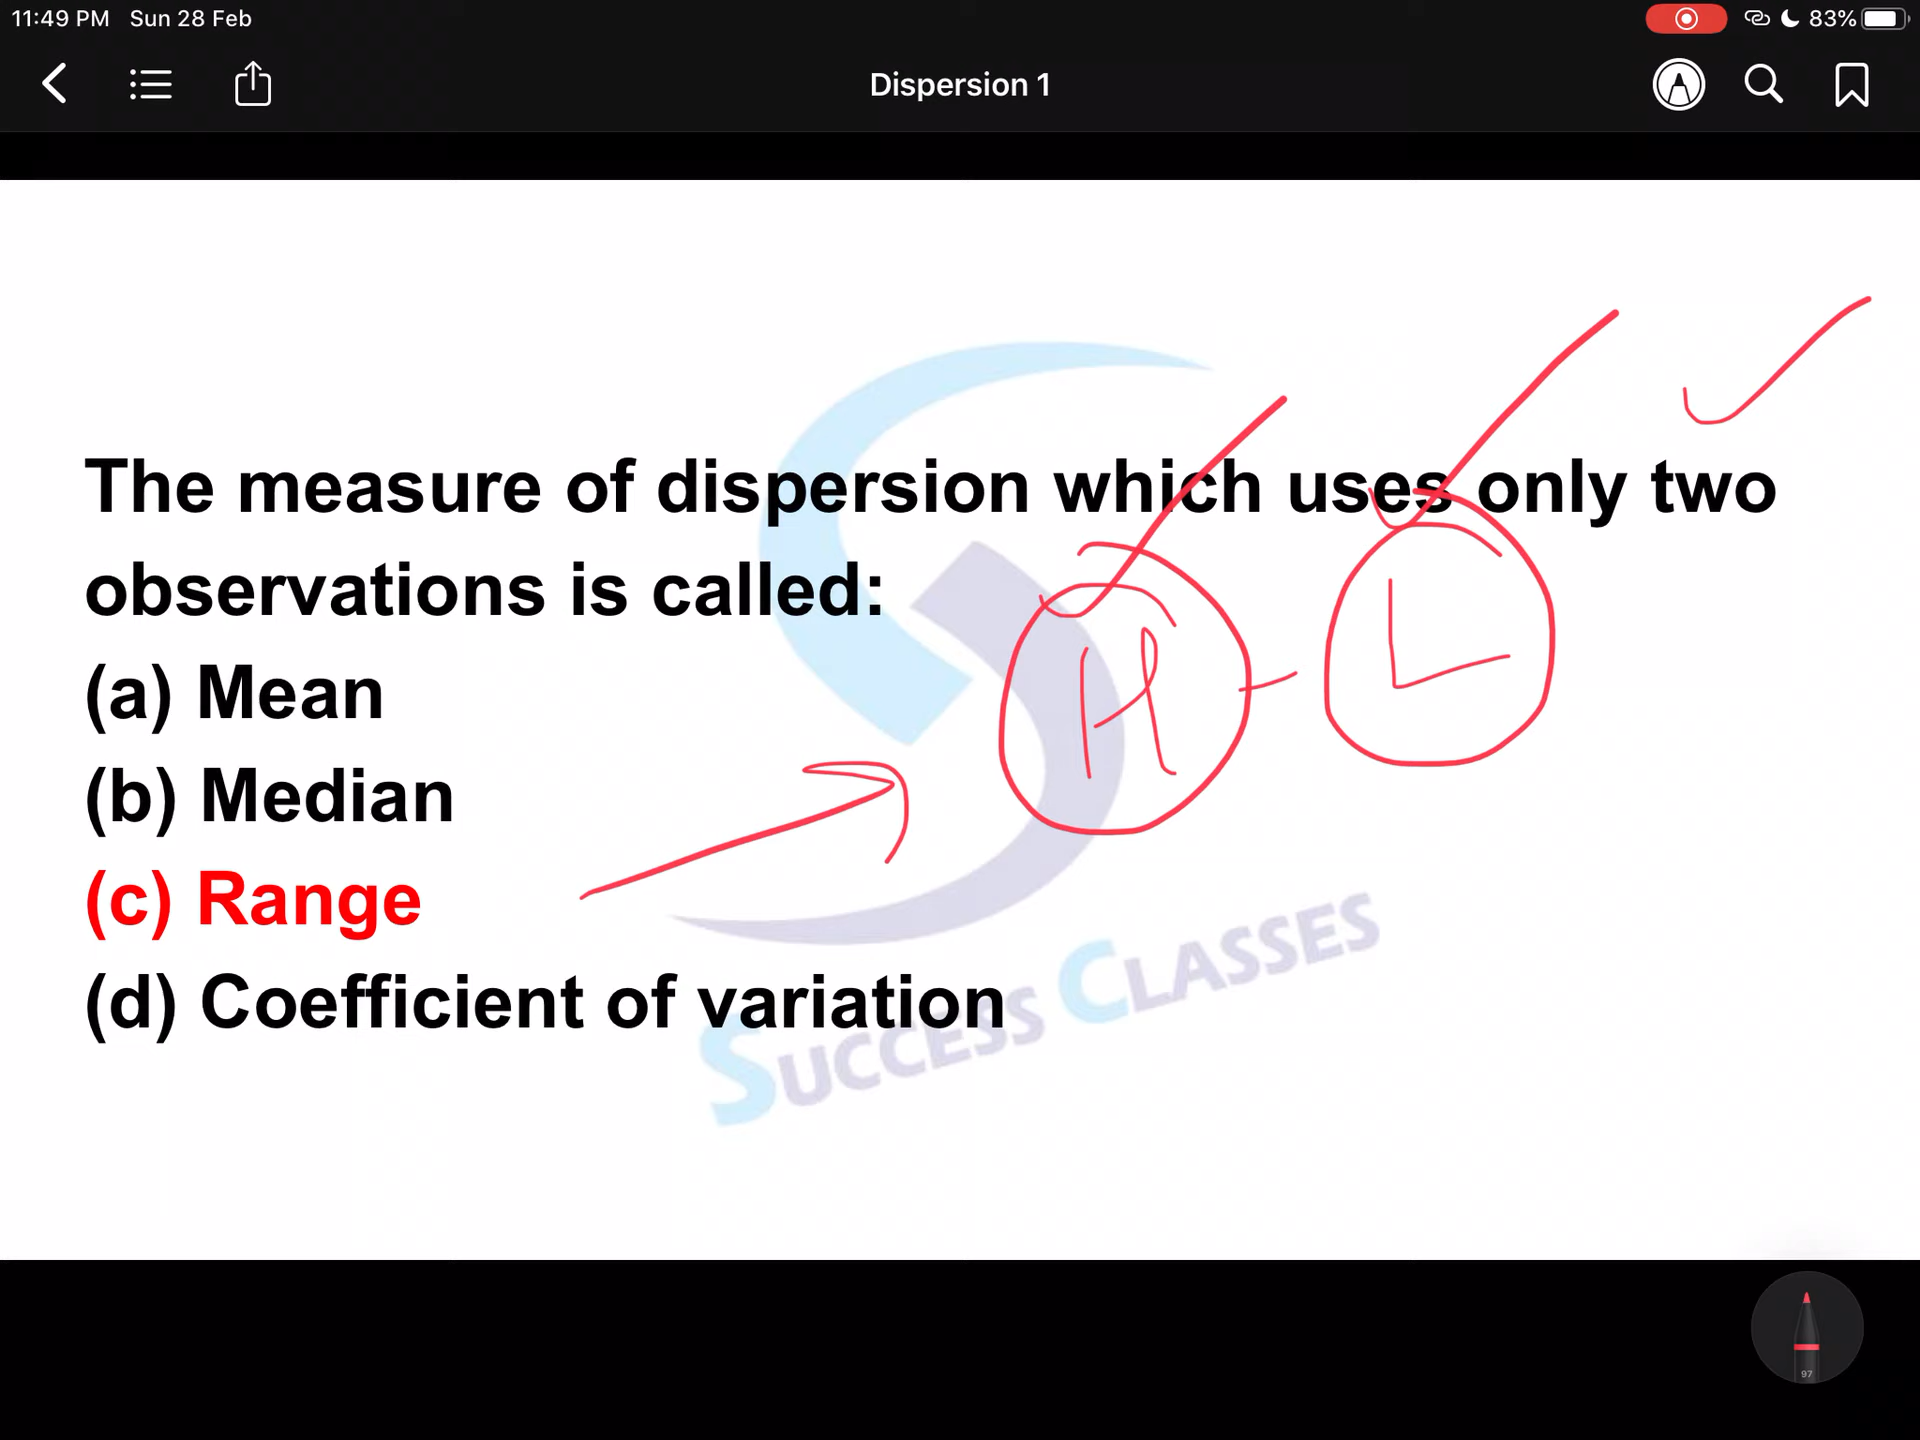 11:49 PM Sun 28 Feb
83%
Dispersion 1
The measure of dispersion which uses only two
observations is called:
H - L
(a) Mean
(b) Median
(c) Range
(d) Coefficient of variation
SUCCESS CLASSES
97